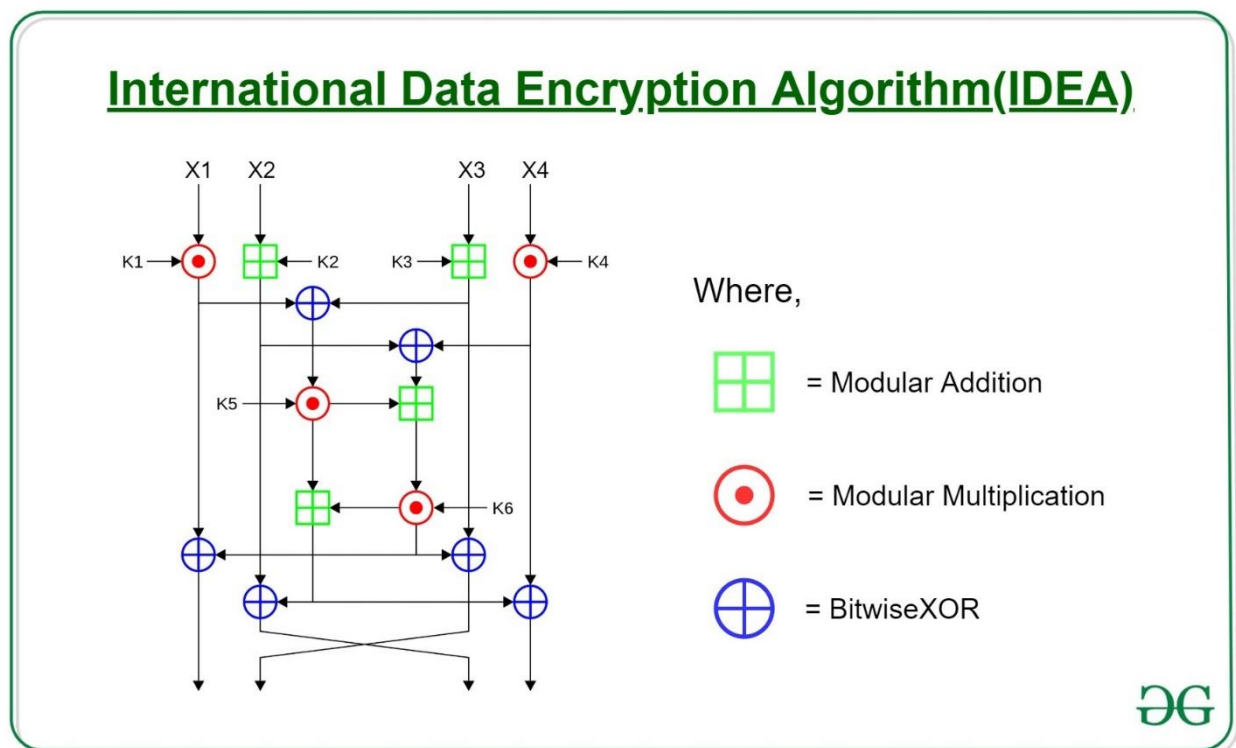 International Data Encryption Algorithm(IDEA)
X1 X2 X3 X4
K1 K2 K3 K4
Where,
= Modular Addition
K5
= Modular Multiplication
K6
= BitwiseXOR